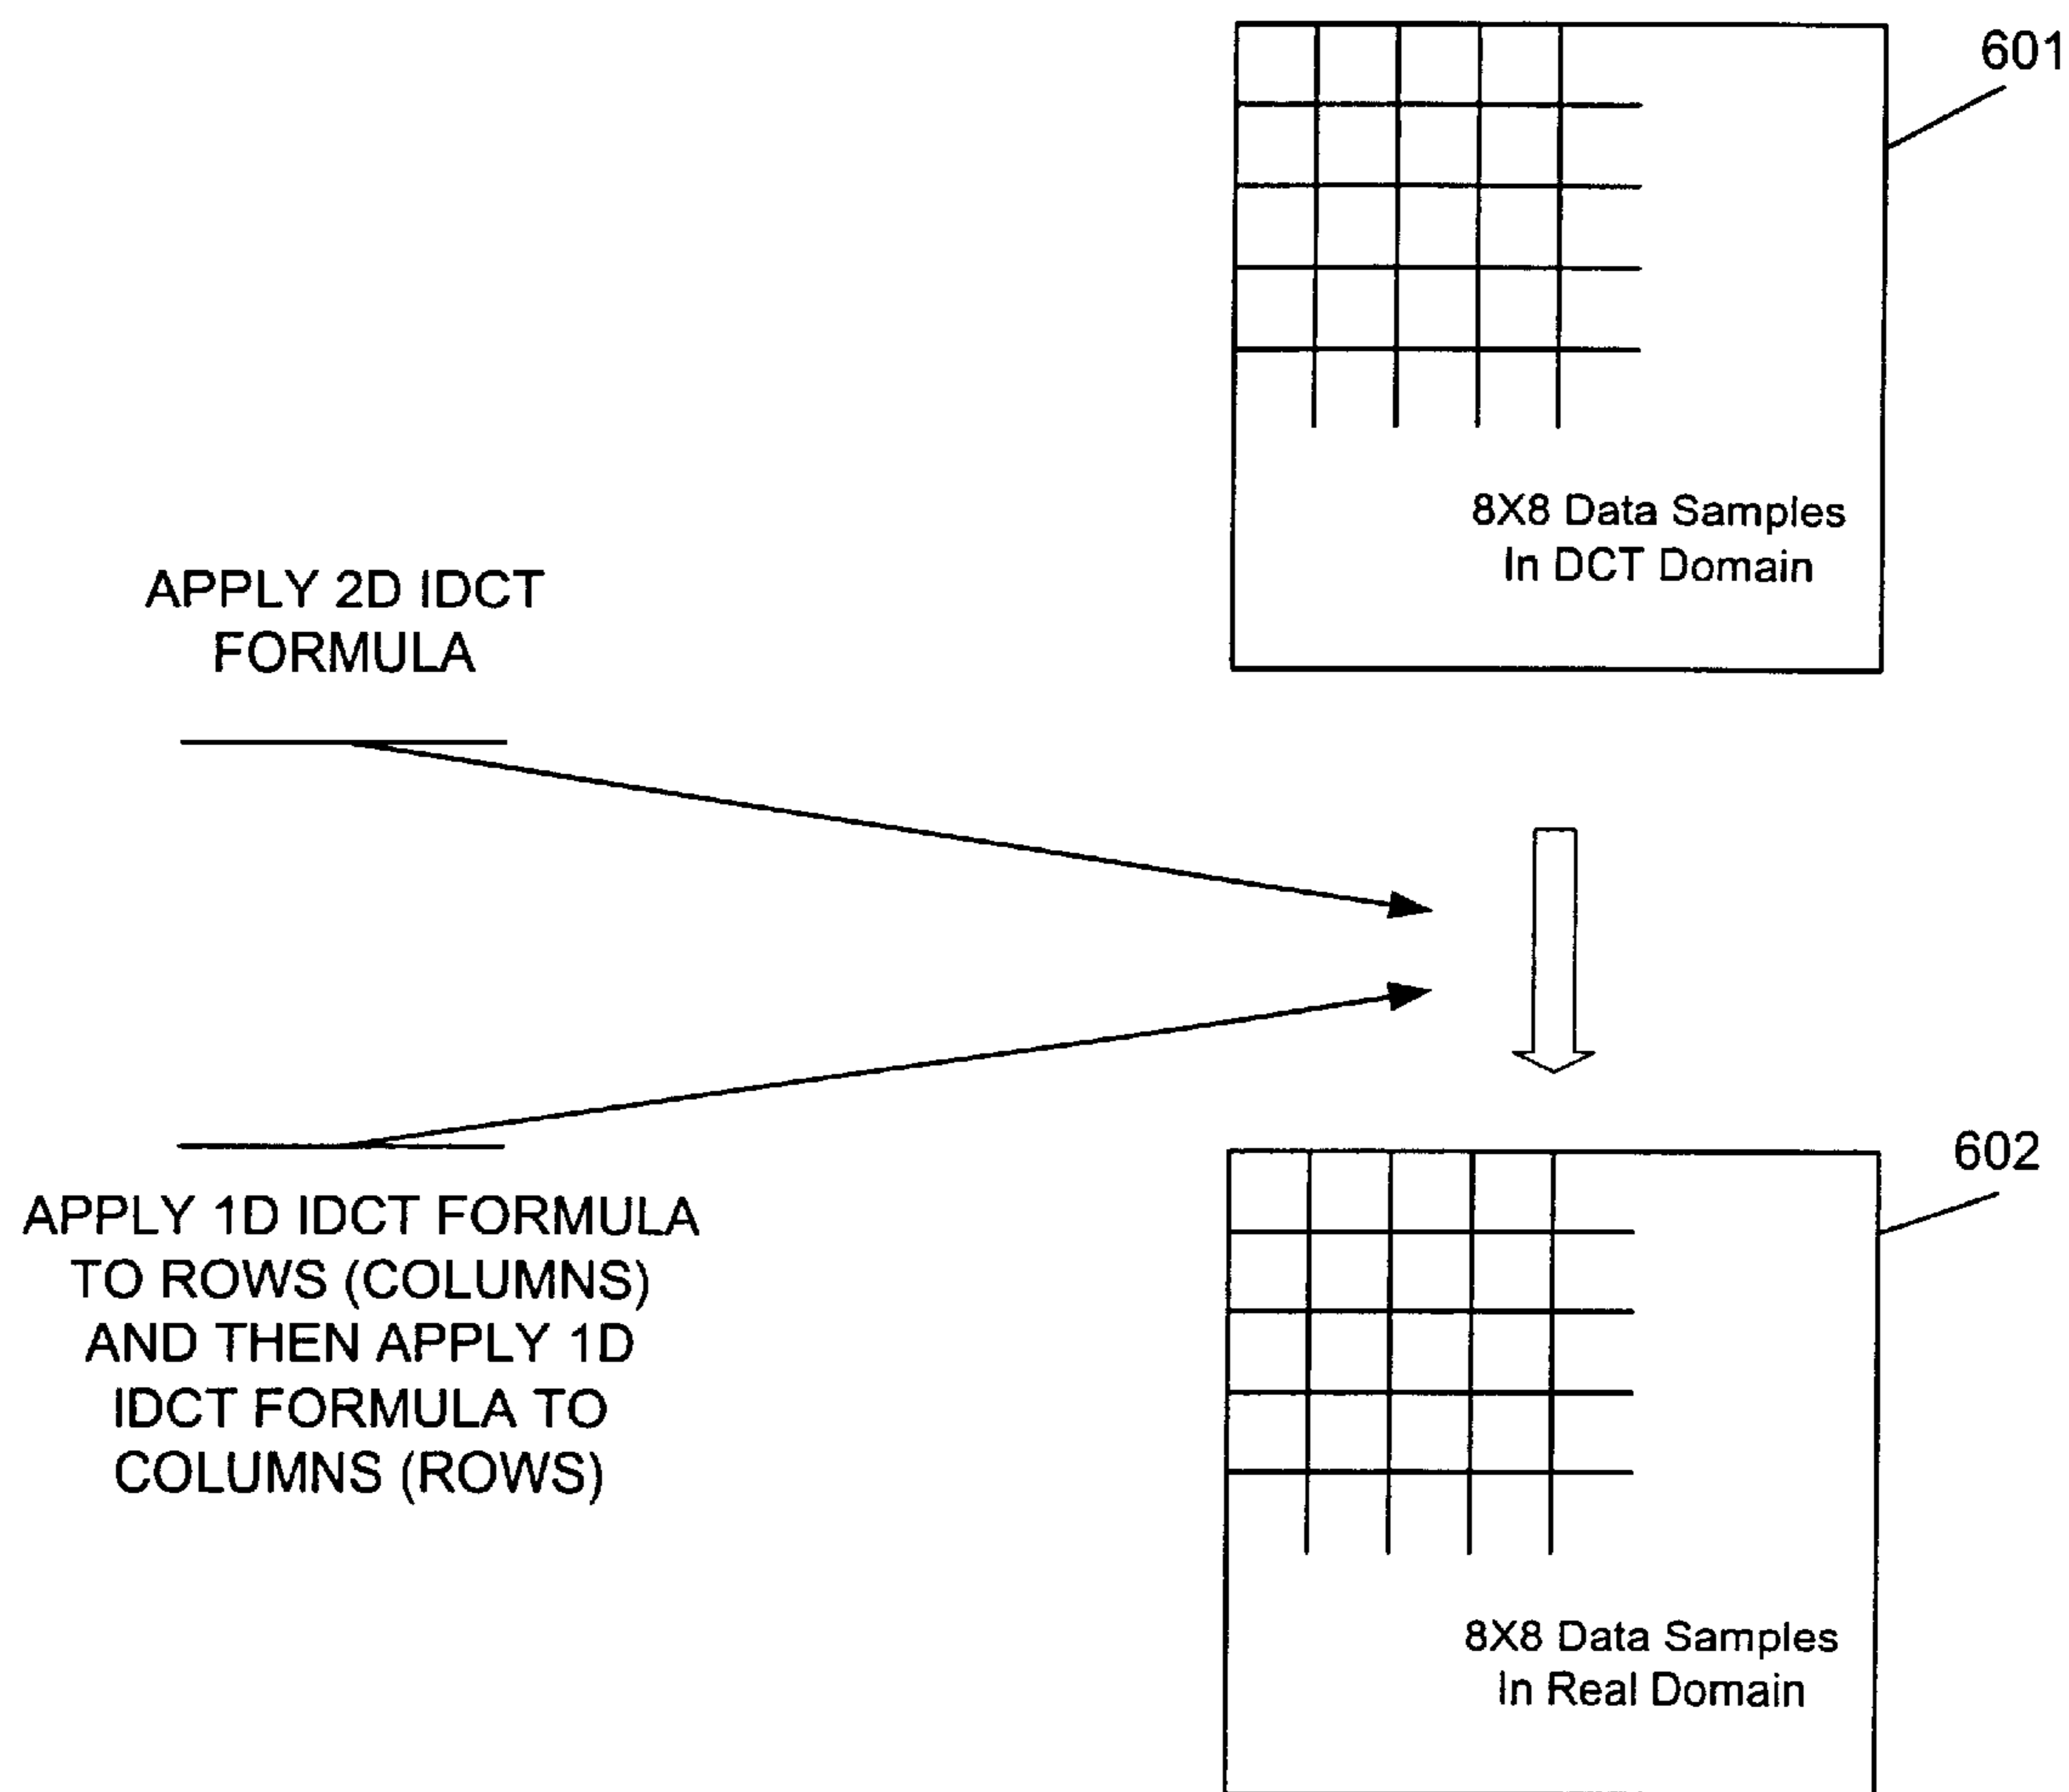 601
8X8 Data Samples
In DCT Domain
APPLY 2D IDCT
FORMULA
602
APPLY 1D IDCT FORMULA
TO ROWS (COLUMNS)
AND THEN APPLY 1D
IDCT FORMULA TO
COLUMNS (ROWS)
8X8 Data Samples
In Real Domain